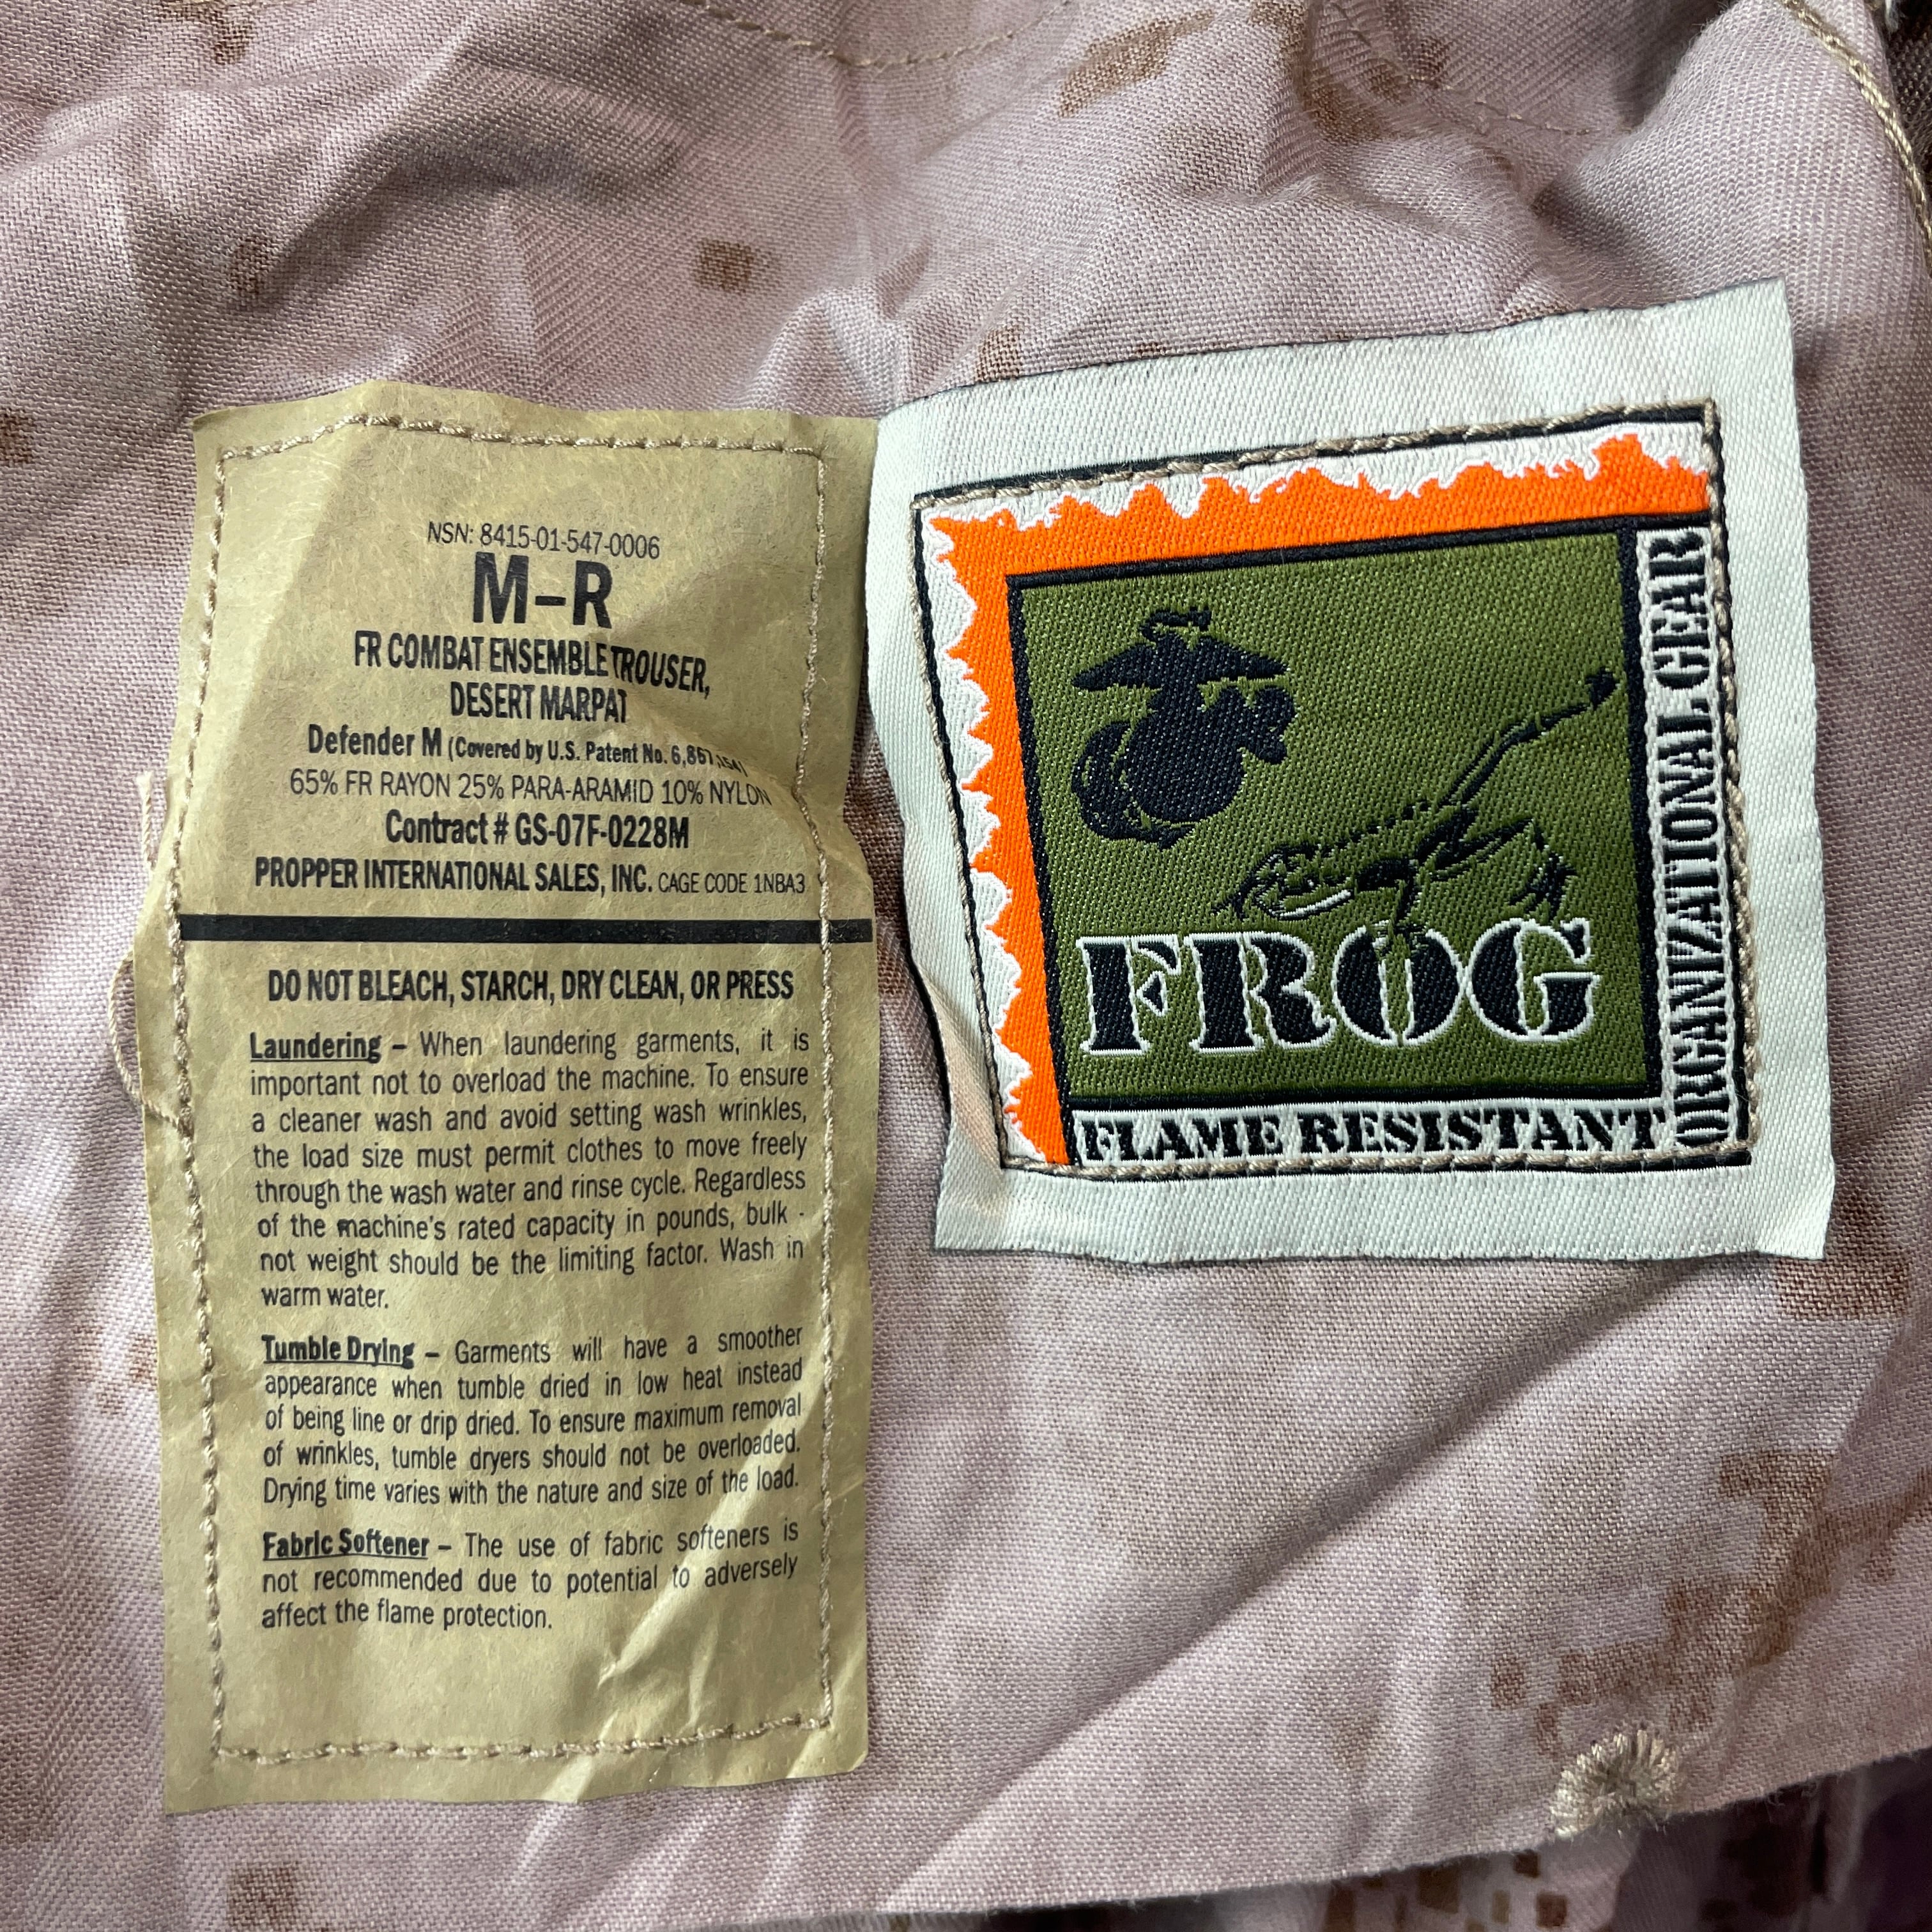 NSN: 8415-01-547-0006
M-R
FR COMBAT ENSEMBLE TROUSER,
DESERT MARPAT
Defender M (Covered by U.S. Patent No. 6,867,154)
65% FR RAYON 25% PARA-ARAMID 10% NYLON
Contract # GS-07F-0228M
PROPPER INTERNATIONAL SALES, INC. CAGE CODE 1NBA3
DO NOT BLEACH, STARCH, DRY CLEAN, OR PRESS
Laundering – When laundering garments, it is
important not to overload the machine. To ensure
a cleaner wash and avoid setting wash wrinkles,
the load size must permit clothes to move freely
through the wash water and rinse cycle. Regardless
of the machine's rated capacity in pounds, bulk -
not weight should be the limiting factor. Wash in
warm water.
Tumble Drying – Garments will have a smoother
appearance when tumble dried in low heat instead
of being line or drip dried. To ensure maximum removal
of wrinkles, tumble dryers should not be overloaded.
Drying time varies with the nature and size of the load.
Fabric Softener – The use of fabric softeners is
not recommended due to potential to adversely
affect the flame protection.
FROG
FLAME RESISTANT
ORGANIZATIONAL GEAR